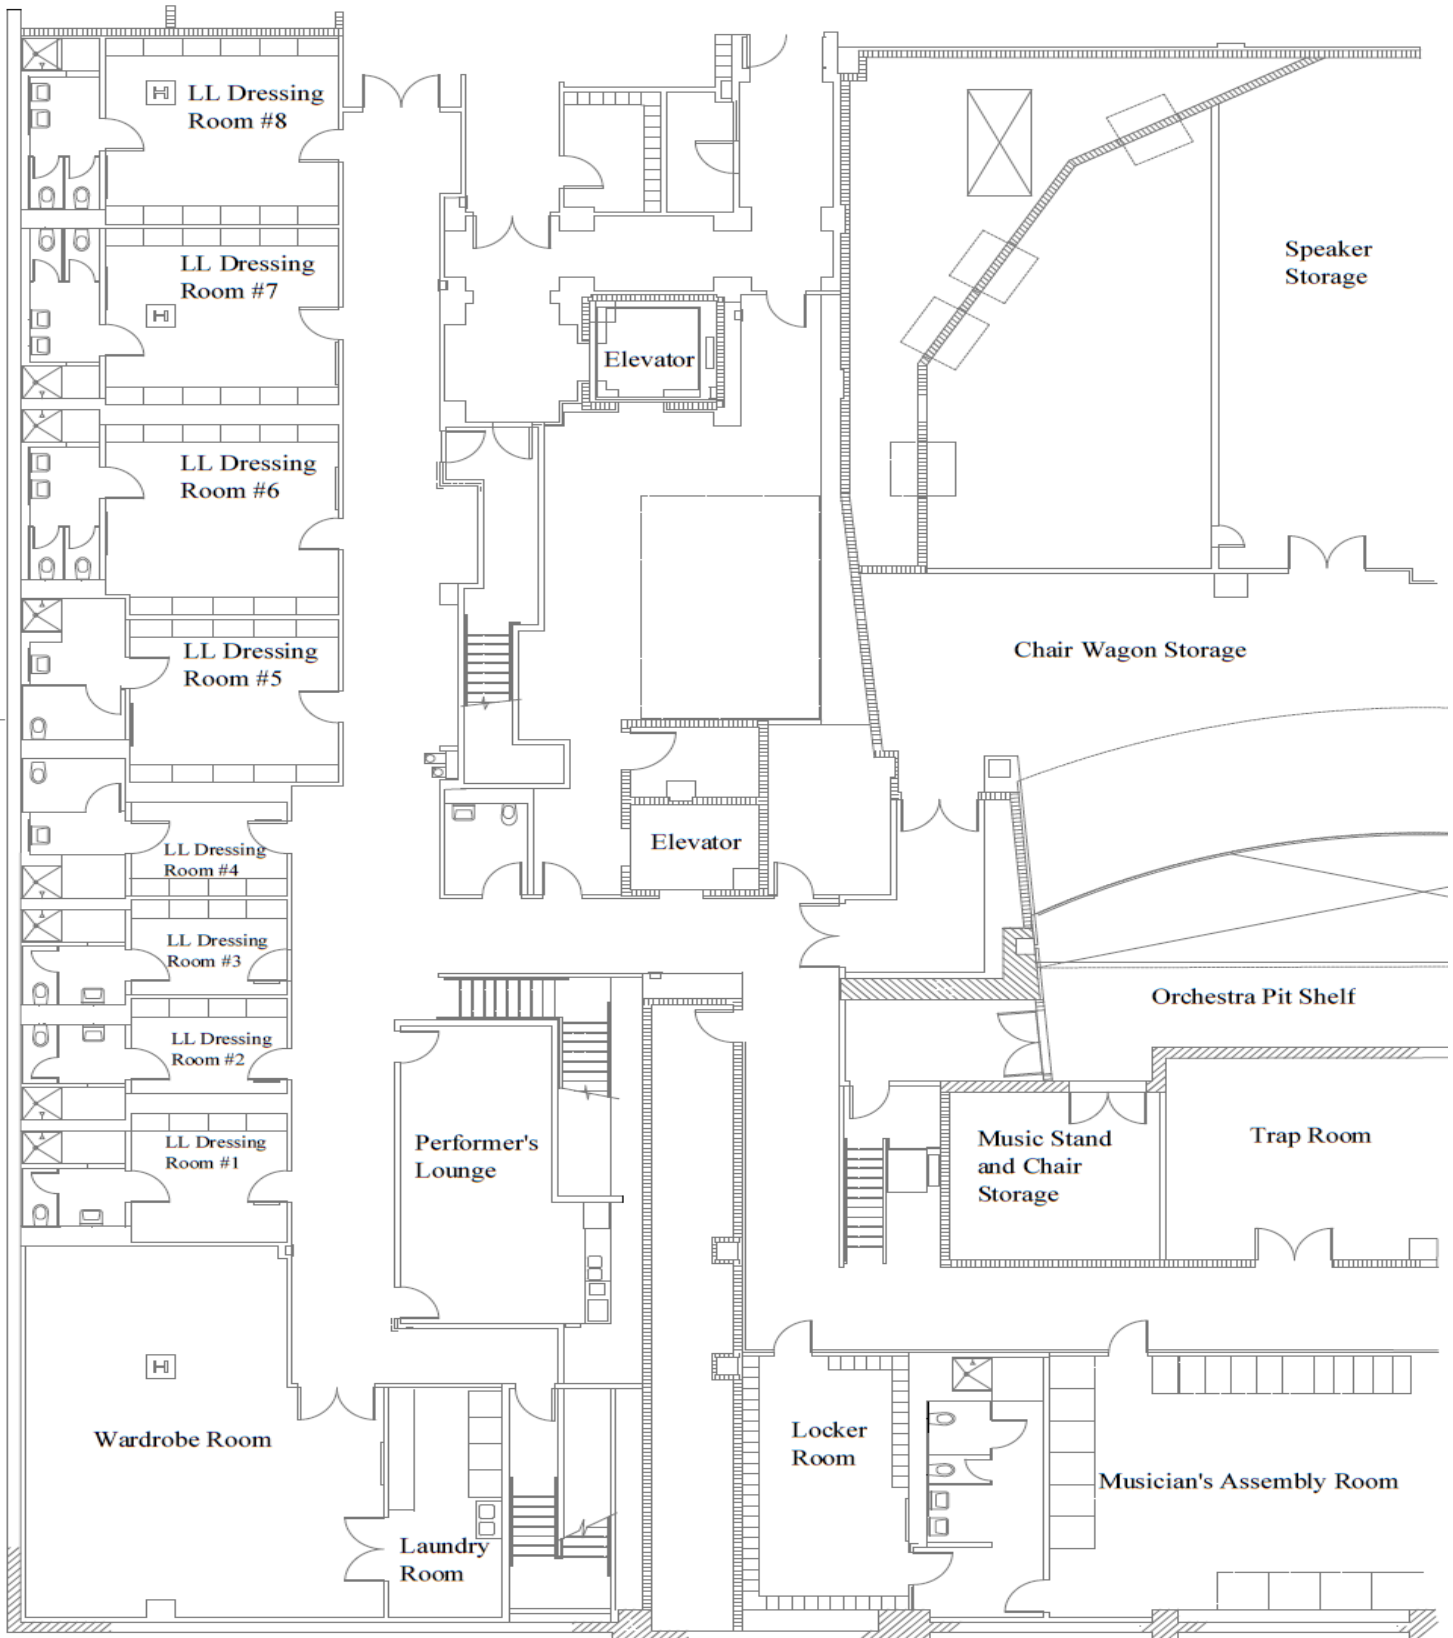 LL Dressing
Room #8
LL Dressing
Room #7
Speaker
Storage
Elevator
LL Dressing
Room #6
LL Dressing
Room #5
Chair Wagon Storage
Elevator
LL Dressing
Room #4
LL Dressing
Room #3
Orchestra Pit Shelf
LL Dressing
Room #2
LL Dressing
Room #1
Performer's
Lounge
Music Stand
and Chair
Storage
Trap Room
Wardrobe Room
Locker
Room
Musician's Assembly Room
Laundry
Room
H
H
H